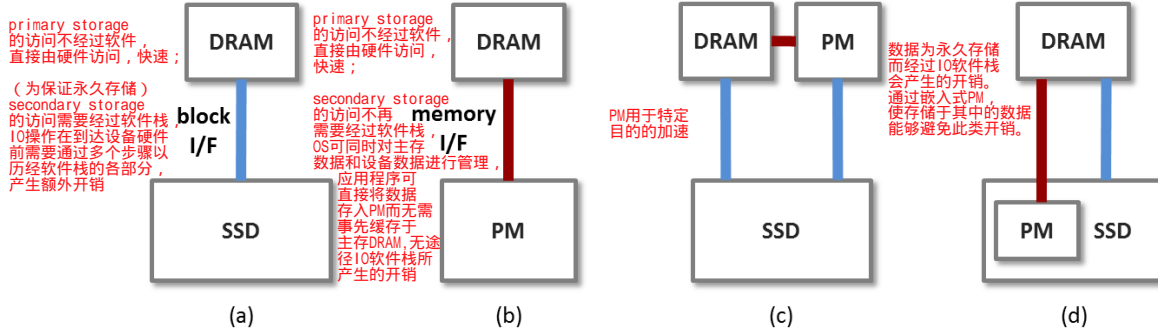 primary storage
的访问不经过软件，
直接由硬件访问，快速；
（为保证永久存储）
secondary storage
的访问需要经过软件栈，
IO操作在到达设备硬件
前需要通过多个步骤以
历经软件栈的各部分，
产生额外开销
DRAM
block
I/F
SSD
(a)
primary storage
的访问不经过软件，
直接由硬件访问，
快速；
secondary storage
的访问不再
需要经过软件栈，
OS可同时对主存
数据和设备数据进行管理，
应用程序可
直接将数据
存入PM而无需
事先缓存于
主存DRAM,无途
径IO软件栈所
产生的开销
DRAM
memory
I/F
PM
(b)
PM用于特定
目的的加速
DRAM
PM
SSD
(c)
数据为永久存储
而经过IO软件栈
会产生的开销。
通过嵌入式PM，
使存储于其中的数据
能够避免此类开销。
DRAM
PM
SSD
(d)